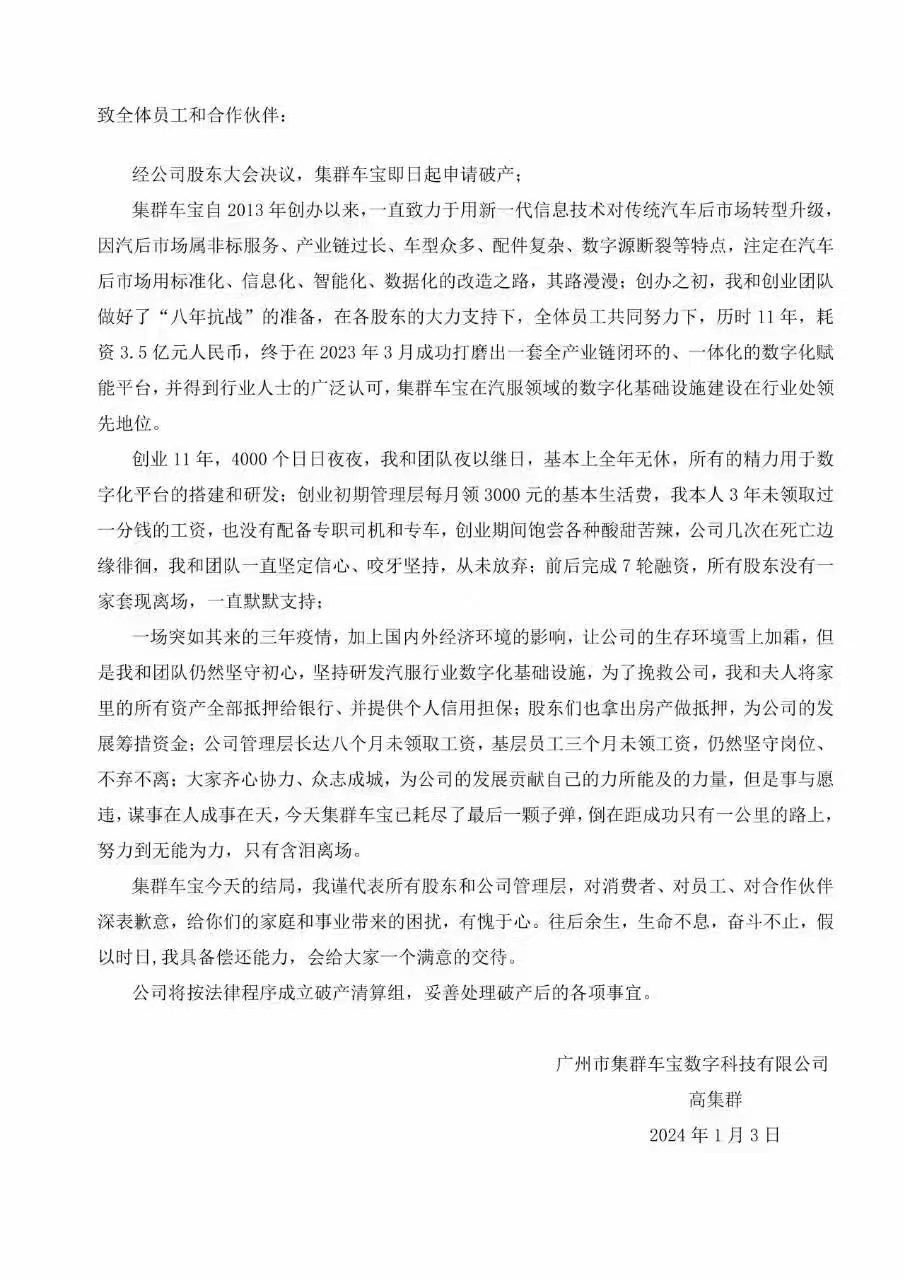 致全体员工和合作伙伴：
经公司股东大会决议，集群车宝即日起申请破产；
集群车宝自 2013 年创办以来，一直致力于用新一代信息技术对传统汽车后市场转型升级，
因汽后市场属非标服务、产业链过长、车型众多、配件复杂、数字源断裂等特点，注定在汽车
后市场用标准化、信息化、智能化、数据化的改造之路，其路漫漫；创办之初，我和创业团队
做好了“八年抗战”的准备，在各股东的大力支持下，全体员工共同努力下，历时 11 年，耗
资 3.5 亿元人民币，终于在 2023 年 3 月成功打磨出一套全产业链闭环的、一体化的数字化赋
能平台，并得到行业人士的广泛认可，集群车宝在汽服领域的数字化基础设施建设在行业处领
先地位。
创业 11 年，4000 个日日夜夜，我和团队夜以继日，基本上全年无休，所有的精力用于数
字化平台的搭建和研发；创业初期管理层每月领 3000 元的基本生活费，我本人 3 年未领取过
一分钱的工资，也没有配备专职司机和专车，创业期间饱尝各种酸甜苦辣，公司几次在死亡边
缘徘徊，我和团队一直坚定信心、咬牙坚持，从未放弃；前后完成 7 轮融资，所有股东没有一
家套现离场，一直默默支持；
一场突如其来的三年疫情，加上国内外经济环境的影响，让公司的生存环境雪上加霜，但
是我和团队仍然坚守初心，坚持研发汽服行业数字化基础设施，为了挽救公司，我和夫人将家
里的所有资产全部抵押给银行、并提供个人信用担保；股东们也拿出房产做抵押，为公司的发
展筹措资金；公司管理层长达八个月未领取工资，基层员工三个月未领工资，仍然坚守岗位、
不弃不离；大家齐心协力、众志成城，为公司的发展贡献自己的力所能及的力量，但是事与愿
违，谋事在人成事在天，今天集群车宝已耗尽了最后一颗子弹，倒在距成功只有一公里的路上，
努力到无能为力，只有含泪离场。
集群车宝今天的结局，我谨代表所有股东和公司管理层，对消费者、对员工、对合作伙伴
深表歉意，给你们的家庭和事业带来的困扰，有愧于心。往后余生，生命不息，奋斗不止，假
以时日,我具备偿还能力，会给大家一个满意的交待。
公司将按法律程序成立破产清算组，妥善处理破产后的各项事宜。
广州市集群车宝数字科技有限公司
高集群
2024 年 1 月 3 日